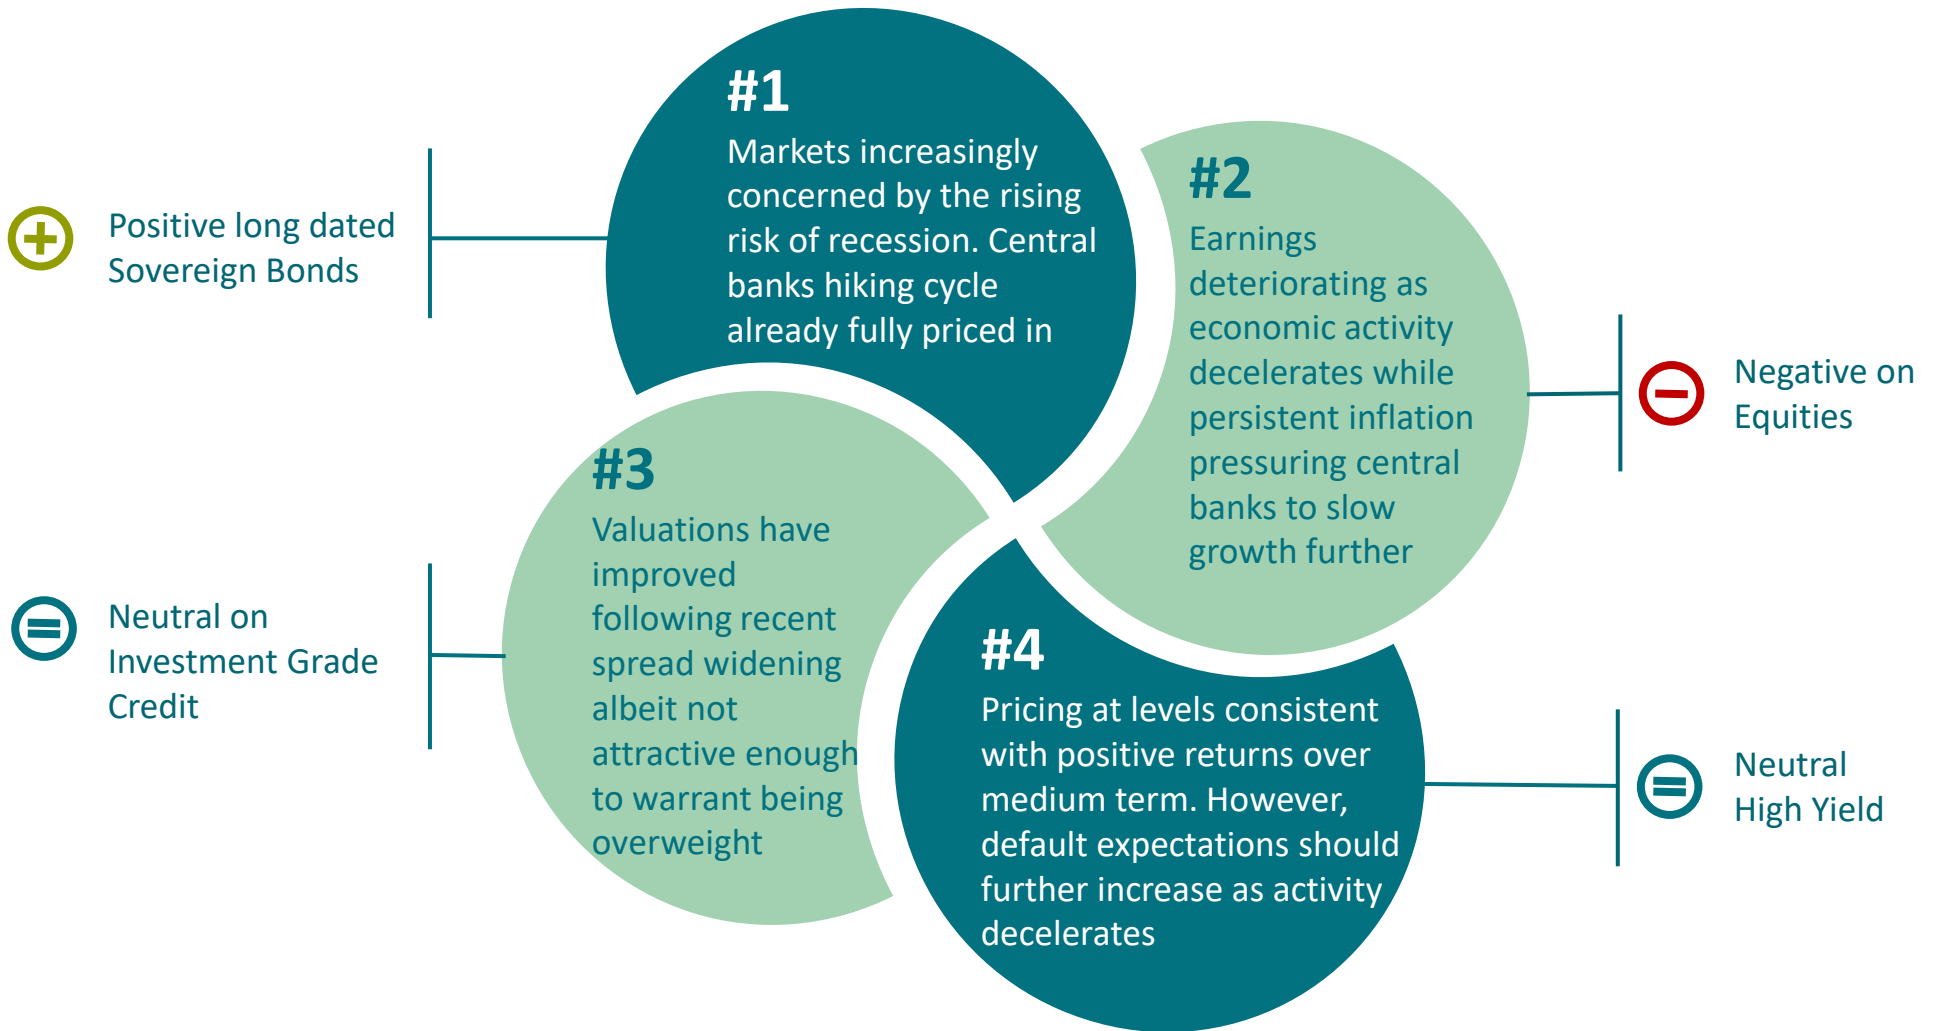 #1
Markets increasingly
concerned by the rising
risk of recession. Central
banks hiking cycle
already fully priced in
Positive long dated
Sovereign Bonds
#2
Earnings
deteriorating as
economic activity
decelerates while
persistent inflation
pressuring central
banks to slow
growth further
Negative on
Equities
#3
Valuations have
improved
following recent
spread widening
albeit not
attractive enough
to warrant being
overweight
Neutral on
Investment Grade
Credit
#4
Pricing at levels consistent
with positive returns over
medium term. However,
default expectations should
further increase as activity
decelerates
Neutral
High Yield